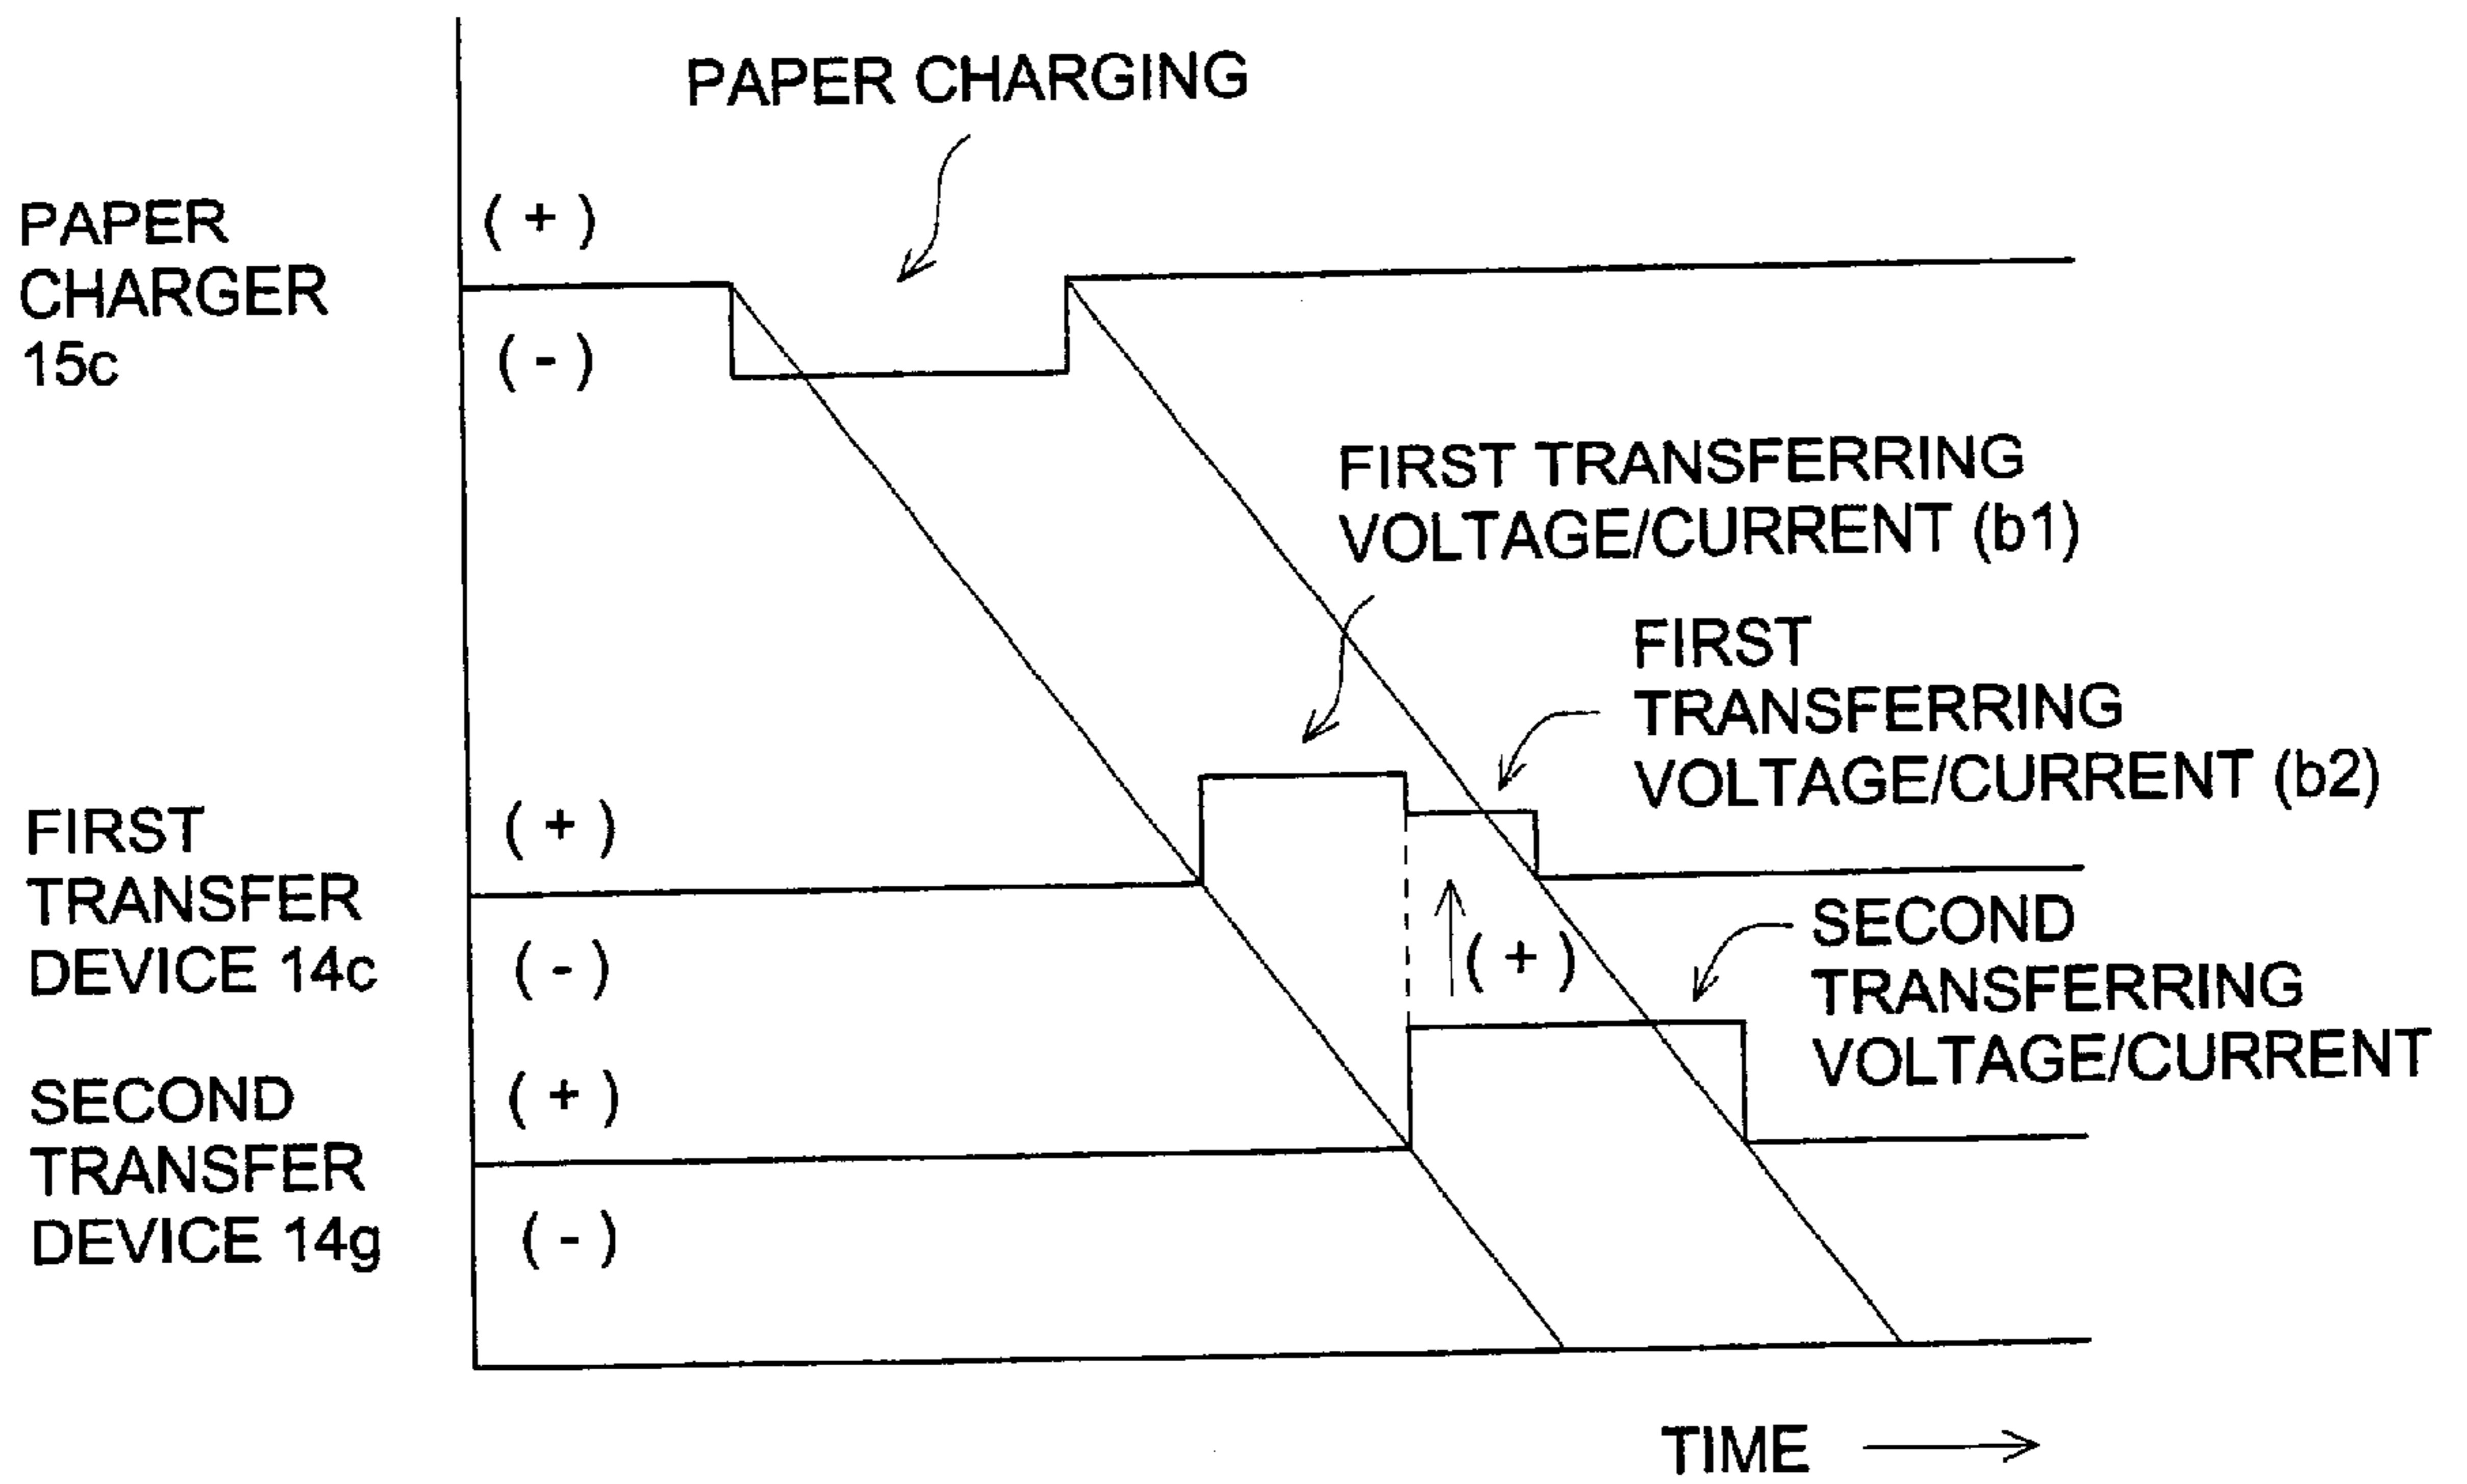 PAPER CHARGING
PAPER
CHARGER
15c
( + )
( - )
FIRST TRANSFERRING
VOLTAGE/CURRENT (b1)
FIRST
TRANSFERRING
VOLTAGE/CURRENT (b2)
FIRST
TRANSFER
DEVICE 14c
( + )
( - )
( + )
SECOND
TRANSFERRING
VOLTAGE/CURRENT
SECOND
TRANSFER
DEVICE 14g
( + )
( - )
TIME